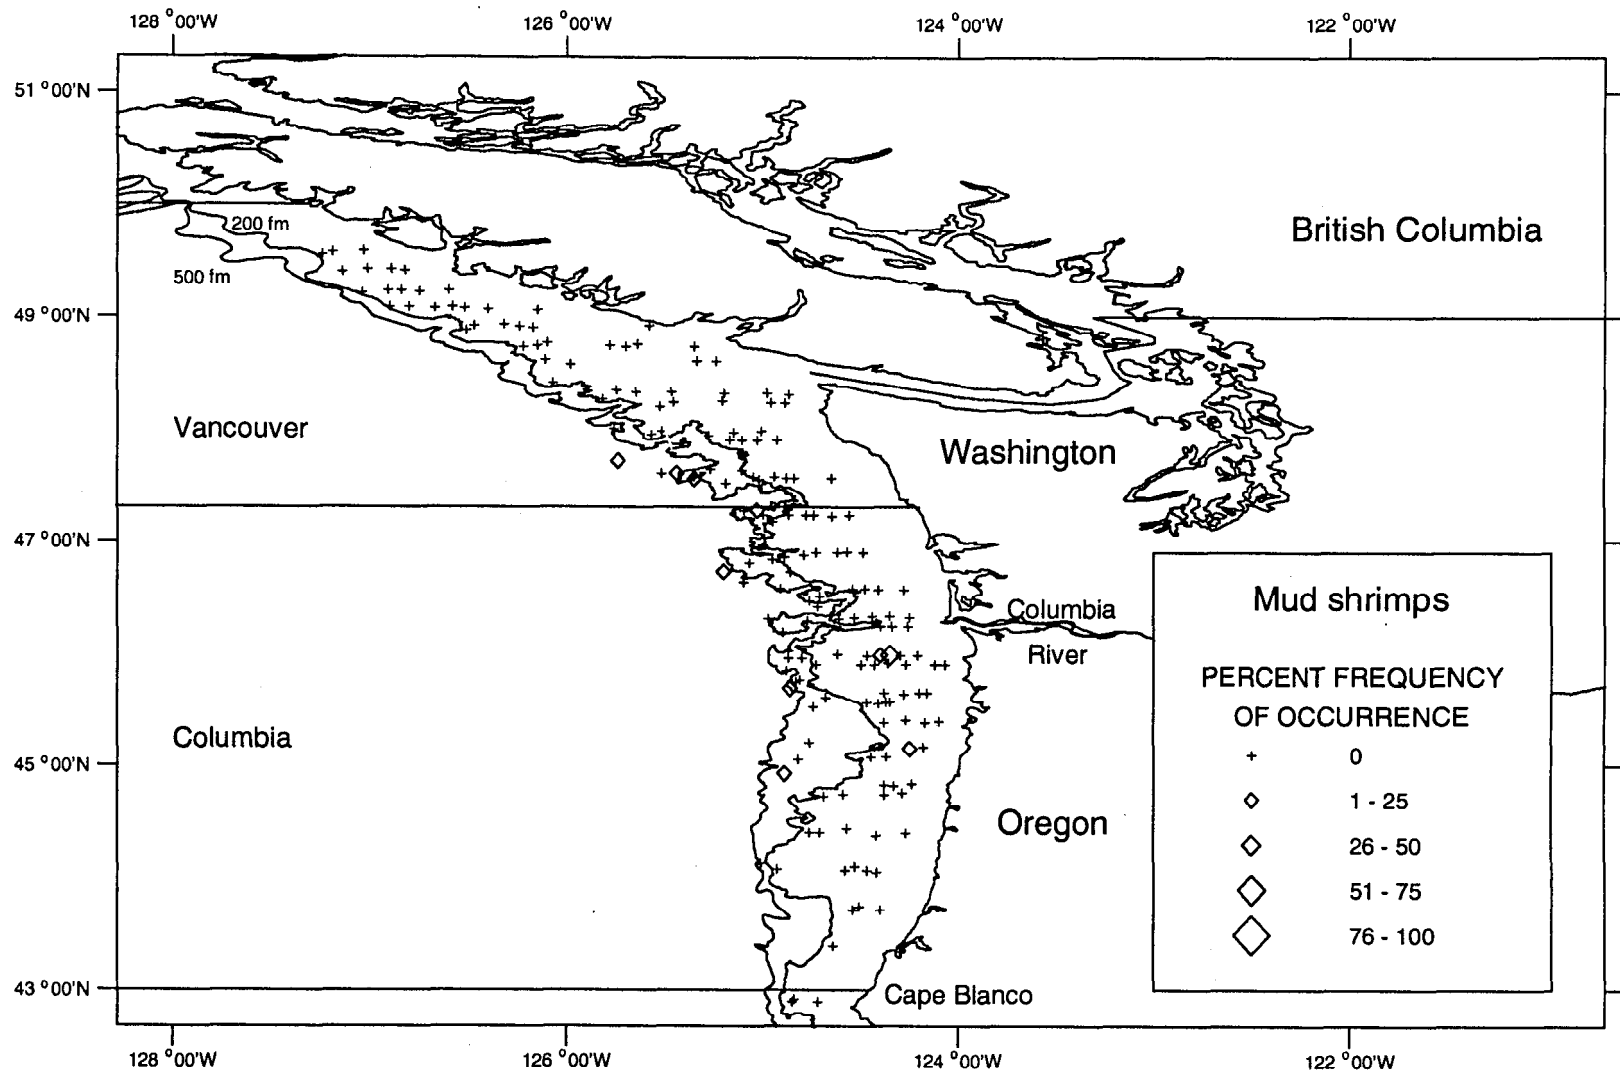 128 °00'W 126 °00'W 124 °00'W 122 °00'W
51 °00'N
British Columbia
200 fm
500 fm
49 °00'N
Vancouver
Washington
47 °00'N
Columbia
River
Columbia
45 °00'N
Oregon
43 °00'N
Cape Blanco
Mud shrimps
PERCENT FREQUENCY
OF OCCURRENCE
0
1 - 25
26 - 50
51 - 75
76 - 100
128 °00'W 126 °00'W 124 °00'W 122 °00'W